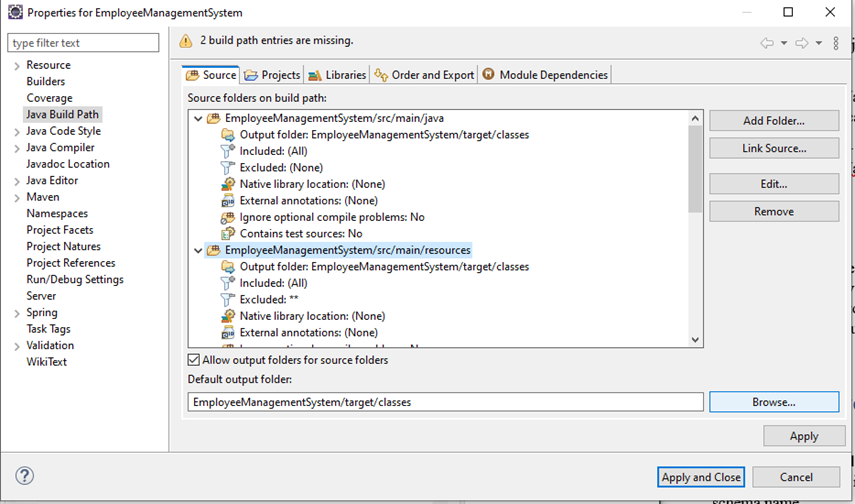 Properties for EmployeeManagementSystem
type filter text
2 build path entries are missing.
Resource
Builders
Coverage
Java Build Path
Java Code Style
Java Compiler
Javadoc Location
Java Editor
Maven
Namespaces
Project Facets
Project Natures
Project References
Run/Debug Settings
Server
Spring
Task Tags
Validation
WikiText
Source
Projects
Libraries
Order and Export
Module Dependencies
Source folders on build path:
EmployeeManagementSystem/src/main/java
Output folder: EmployeeManagementSystem/target/classes
Included: (All)
Excluded: (None)
Native library location: (None)
External annotations: (None)
Ignore optional compile problems: No
Contains test sources: No
EmployeeManagementSystem/src/main/resources
Output folder: EmployeeManagementSystem/target/classes
Included: (All)
Excluded: **
Native library location: (None)
External annotations: (None)
Add Folder...
Link Source...
Edit...
Remove
Allow output folders for source folders
Default output folder:
EmployeeManagementSystem/target/classes
Browse...
Apply
Apply and Close
Cancel